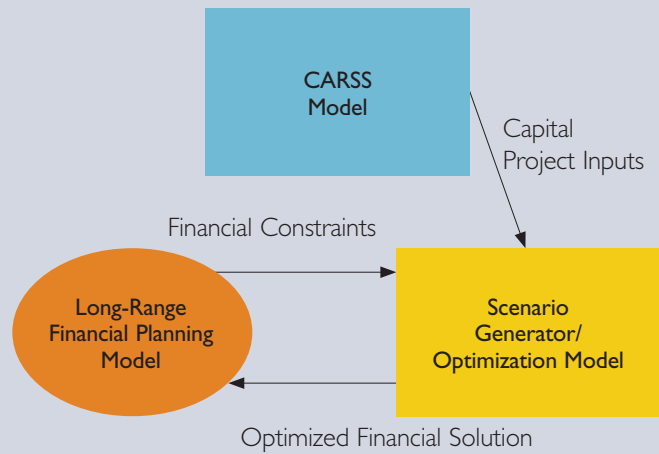 CARSS
Model
Capital
Project Inputs
Financial Constraints
Long-Range
Financial Planning
Model
Scenario
Generator/
Optimization Model
Optimized Financial Solution